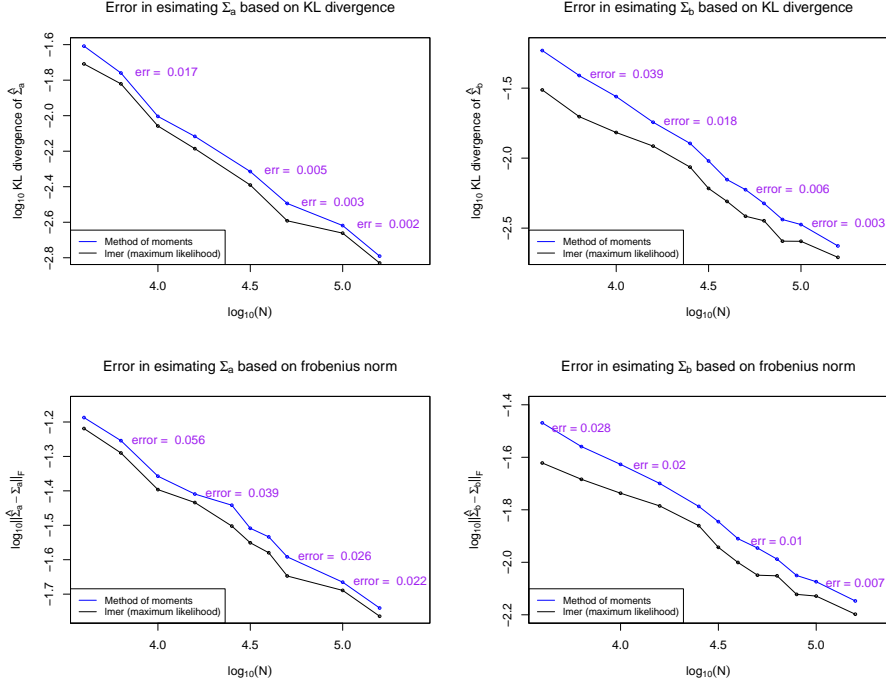 Error in esimating Σa based on KL divergence
log10 KL divergence of Σ̂a
−1.6
−1.8
−2.0
−2.2
−2.4
−2.6
−2.8
err = 0.017
err = 0.005
err = 0.003
err = 0.002
Method of moments
lmer (maximum likelihood)
4.0 4.5 5.0
log10(N)
Error in esimating Σb based on KL divergence
log10 KL divergence of Σ̂b
−1.5
−2.0
−2.5
error = 0.039
error = 0.018
error = 0.006
error = 0.003
Method of moments
lmer (maximum likelihood)
4.0 4.5 5.0
log10(N)
Error in esimating Σa based on frobenius norm
log10||Σ̂a − Σa||F
−1.2
−1.3
−1.4
−1.5
−1.6
−1.7
error = 0.056
error = 0.039
error = 0.026
error = 0.022
Method of moments
lmer (maximum likelihood)
4.0 4.5 5.0
log10(N)
Error in esimating Σb based on frobenius norm
log10||Σ̂b − Σb||F
−1.4
−1.6
−1.8
−2.0
−2.2
err = 0.028
err = 0.02
err = 0.01
err = 0.007
Method of moments
lmer (maximum likelihood)
4.0 4.5 5.0
log10(N)